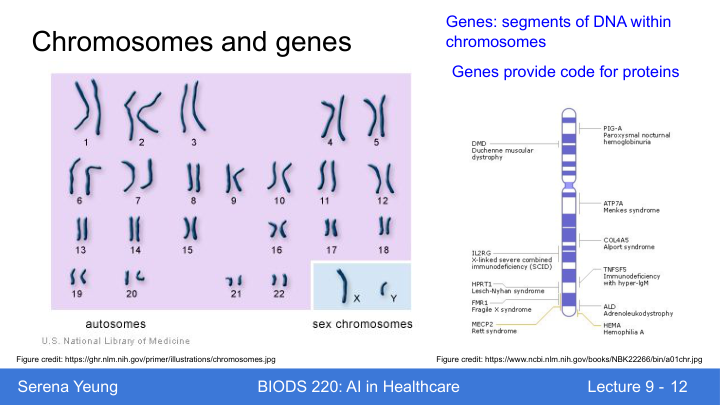 Chromosomes and genes
Genes: segments of DNA within
chromosomes
Genes provide code for proteins
1 2 3 4 5
6 7 8 9 10 11 12
13 14 15 16 17 18
19 20 21 22 X Y
autosomes sex chromosomes
U.S. National Library of Medicine
DMD
Duchenne muscular
dystrophy
IL2RG
X-linked severe combined
immunodeficiency (SCID)
HPRT1
Lesch-Nyhan syndrome
FMR1
Fragile X syndrome
MECP2
Rett syndrome
PIG-A
Paroxysmal nocturnal
hemoglobinuria
ATP7A
Menkes syndrome
COL4A5
Alport syndrome
TNFSF5
Immunodeficiency
with hyper-IgM
ALD
Adrenoleukodystrophy
HEMA
Hemophilia A
Figure credit: https://ghr.nlm.nih.gov/primer/illustrations/chromosomes.jpg
Figure credit: https://www.ncbi.nlm.nih.gov/books/NBK22266/bin/a01chr.jpg
Serena Yeung BIODS 220: AI in Healthcare Lecture 9 - 12